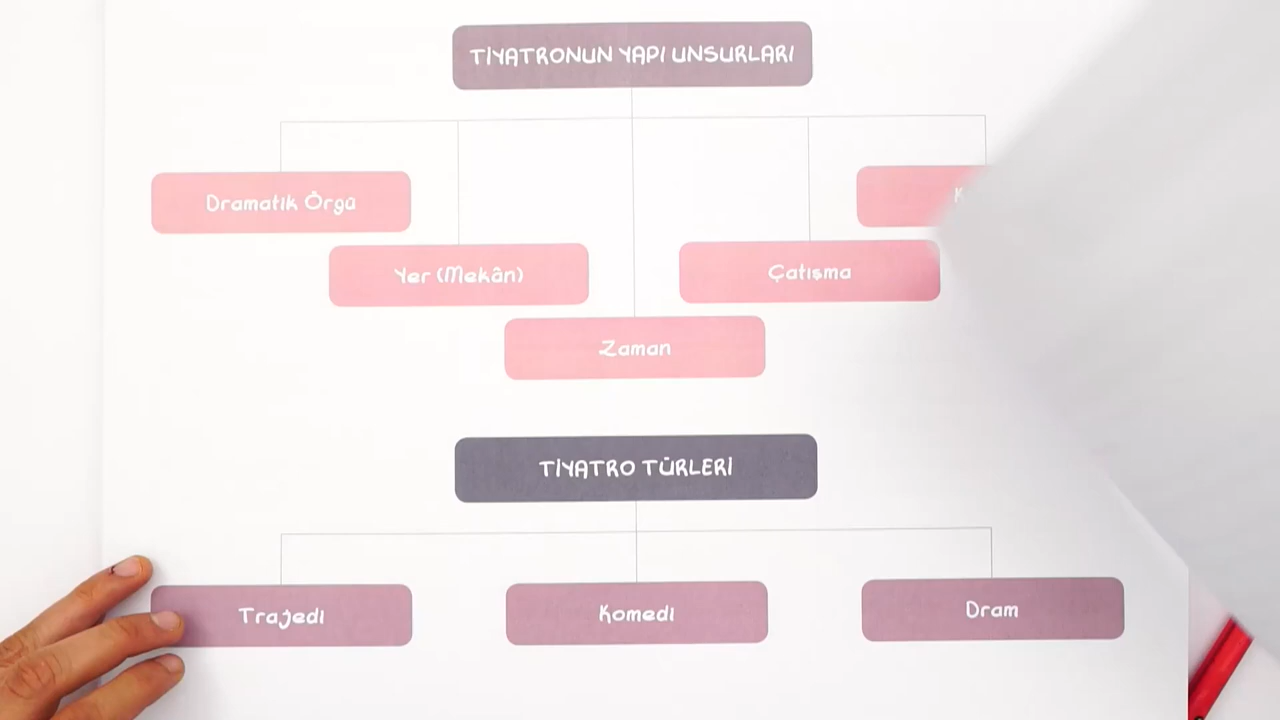 TİYATRONUN YAPI UNSURLARI
Dramatik Örgü
Yer (Mekân)
Çatışma
Zaman
TİYATRO TÜRLERİ
Trajedi
Komedi
Dram